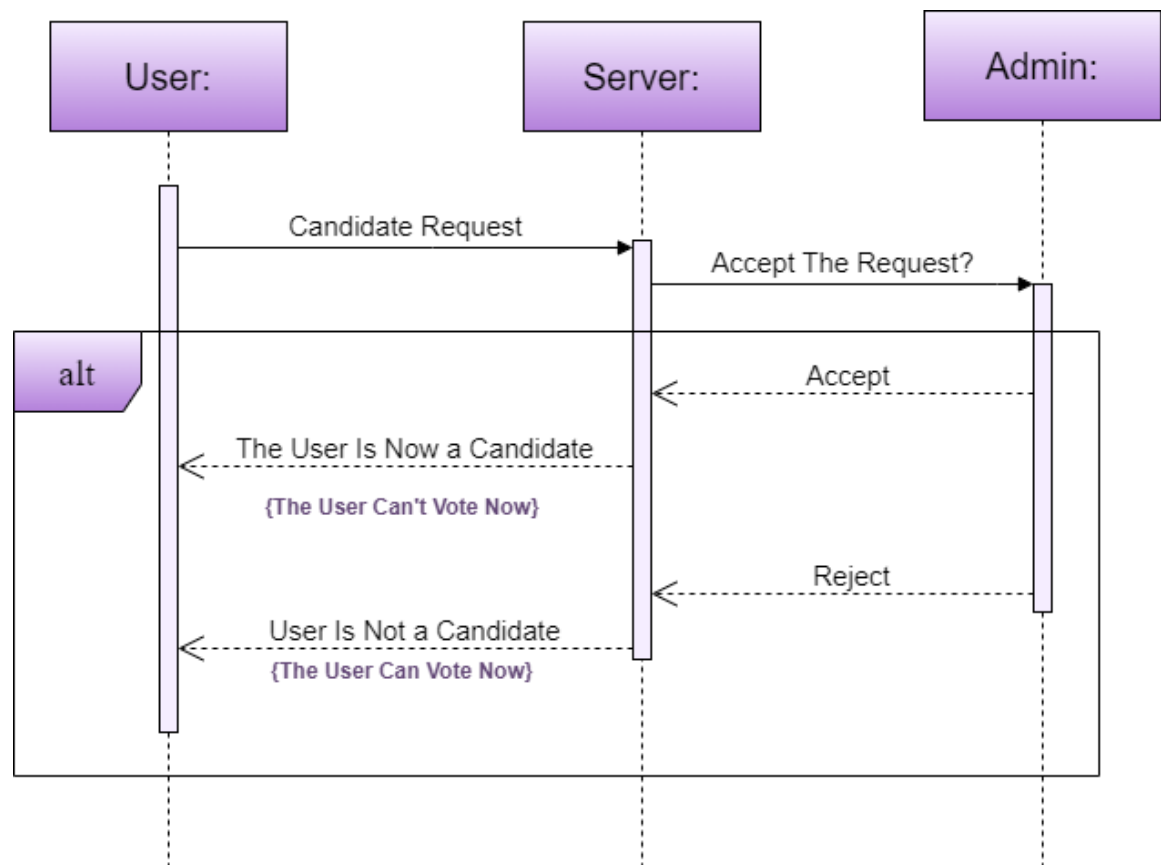 User:
Server:
Admin:
Candidate Request
Accept The Request?
alt
Accept
The User Is Now a Candidate
{The User Can't Vote Now}
Reject
User Is Not a Candidate
{The User Can Vote Now}